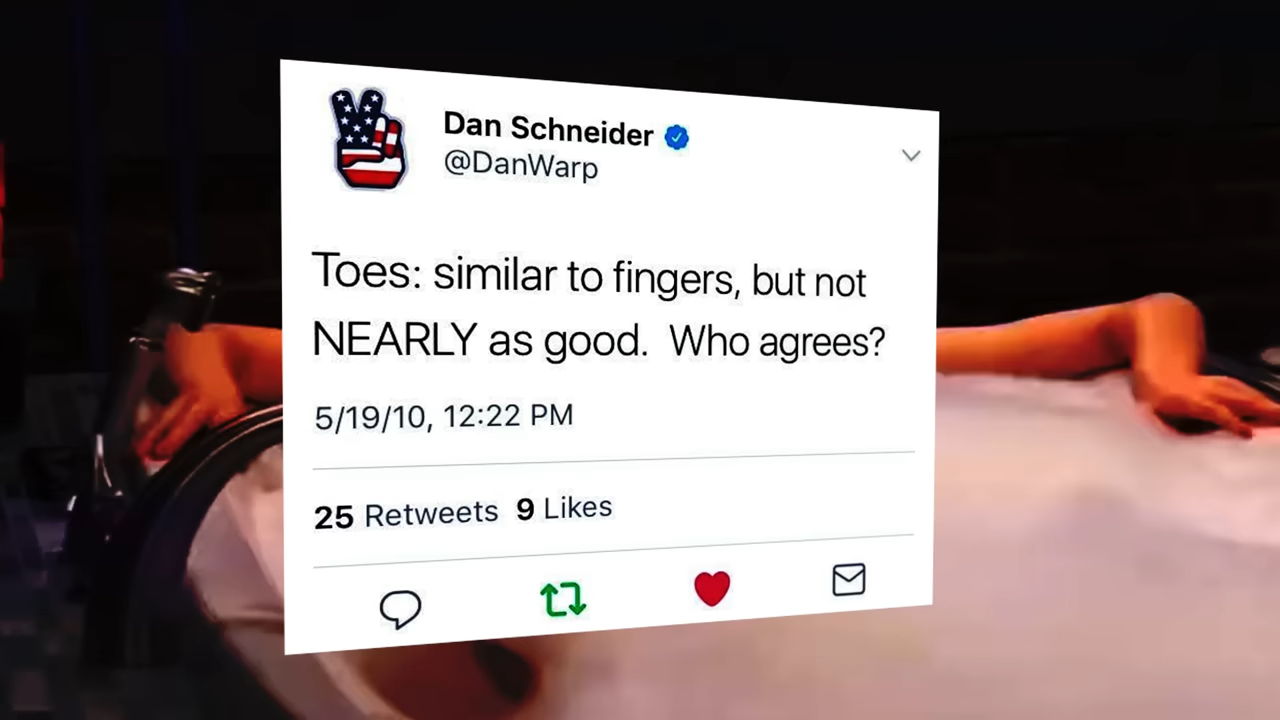 Dan Schneider
@DanWarp
Toes: similar to fingers, but not
NEARLY as good. Who agrees?
5/19/10, 12:22 PM
25 Retweets 9 Likes